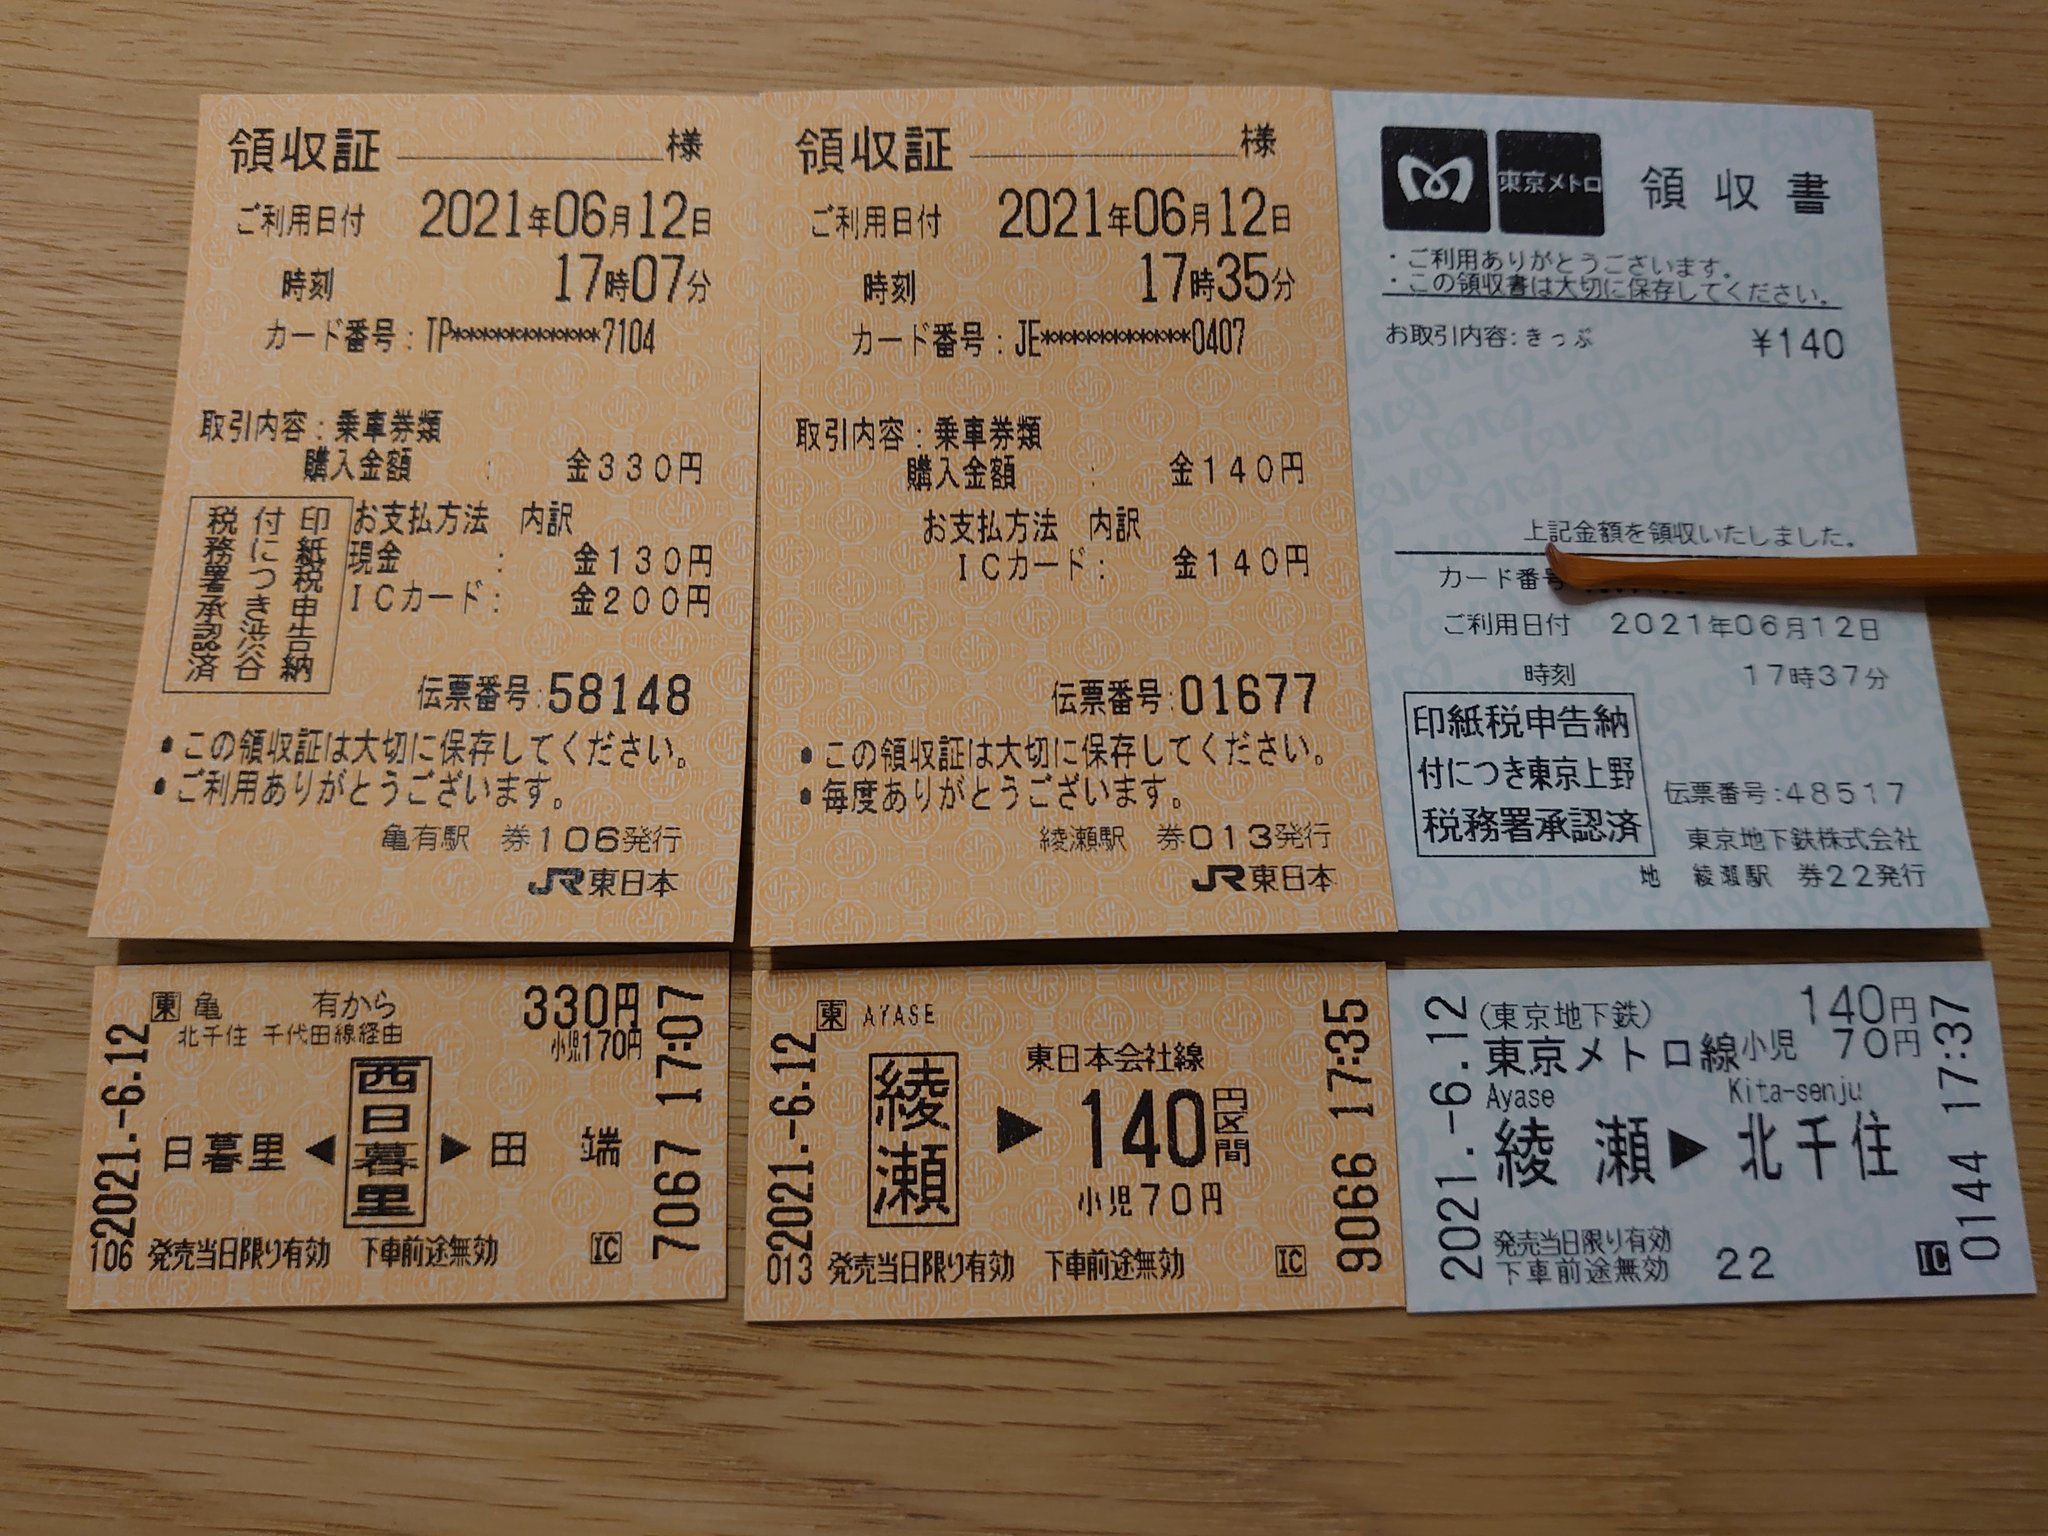 領収証 様
ご利用日付 2021年06月12日
時刻 17時07分
カード番号：TP*************7104
取引内容：乗車券類
購入金額 : 金330円
お支払方法 内訳
現金 : 金130円
ICカード: 金200円
印紙税申告納
付につき渋谷
税務署承認済
伝票番号:58148
●この領収証は大切に保存してください。
●ご利用ありがとうございます。
亀有駅 券106発行
JR東日本
領収証 様
ご利用日付 2021年06月12日
時刻 17時35分
カード番号：JE*************0407
取引内容：乗車券類
購入金額 : 金140円
お支払方法 内訳
ICカード: 金140円
伝票番号:01677
●この領収証は大切に保存してください。
●毎度ありがとうございます。
綾瀬駅 券013発行
JR東日本
東京メトロ 領収書
・ご利用ありがとうございます。
・この領収書は大切に保存してください。
お取引内容:きっぷ ¥140
上記金額を領収いたしました。
カード番号
ご利用日付 2021年06月12日
時刻 17時37分
印紙税申告納
付につき東京上野
税務署承認済
伝票番号:48517
東京地下鉄株式会社
地 綾瀬駅 券22発行
東 亀 有から 330円
北千住 千代田線経由 小児170円
日暮里 ◀ 西日暮里 ▶ 田 端
2021.-6.12
7067 17:07
106 発売当日限り有効 下車前途無効 IC
東 AYASE
東日本会社線
綾瀬 ▶ 140円区間
小児70円
2021.-6.12
9066 17:35
013 発売当日限り有効 下車前途無効 IC
(東京地下鉄) 140円
東京メトロ線 小児 70円
Ayase Kita-senju
綾 瀬 ▶ 北千住
2021.-6.12
0144 17:37
発売当日限り有効
下車前途無効 22 IC